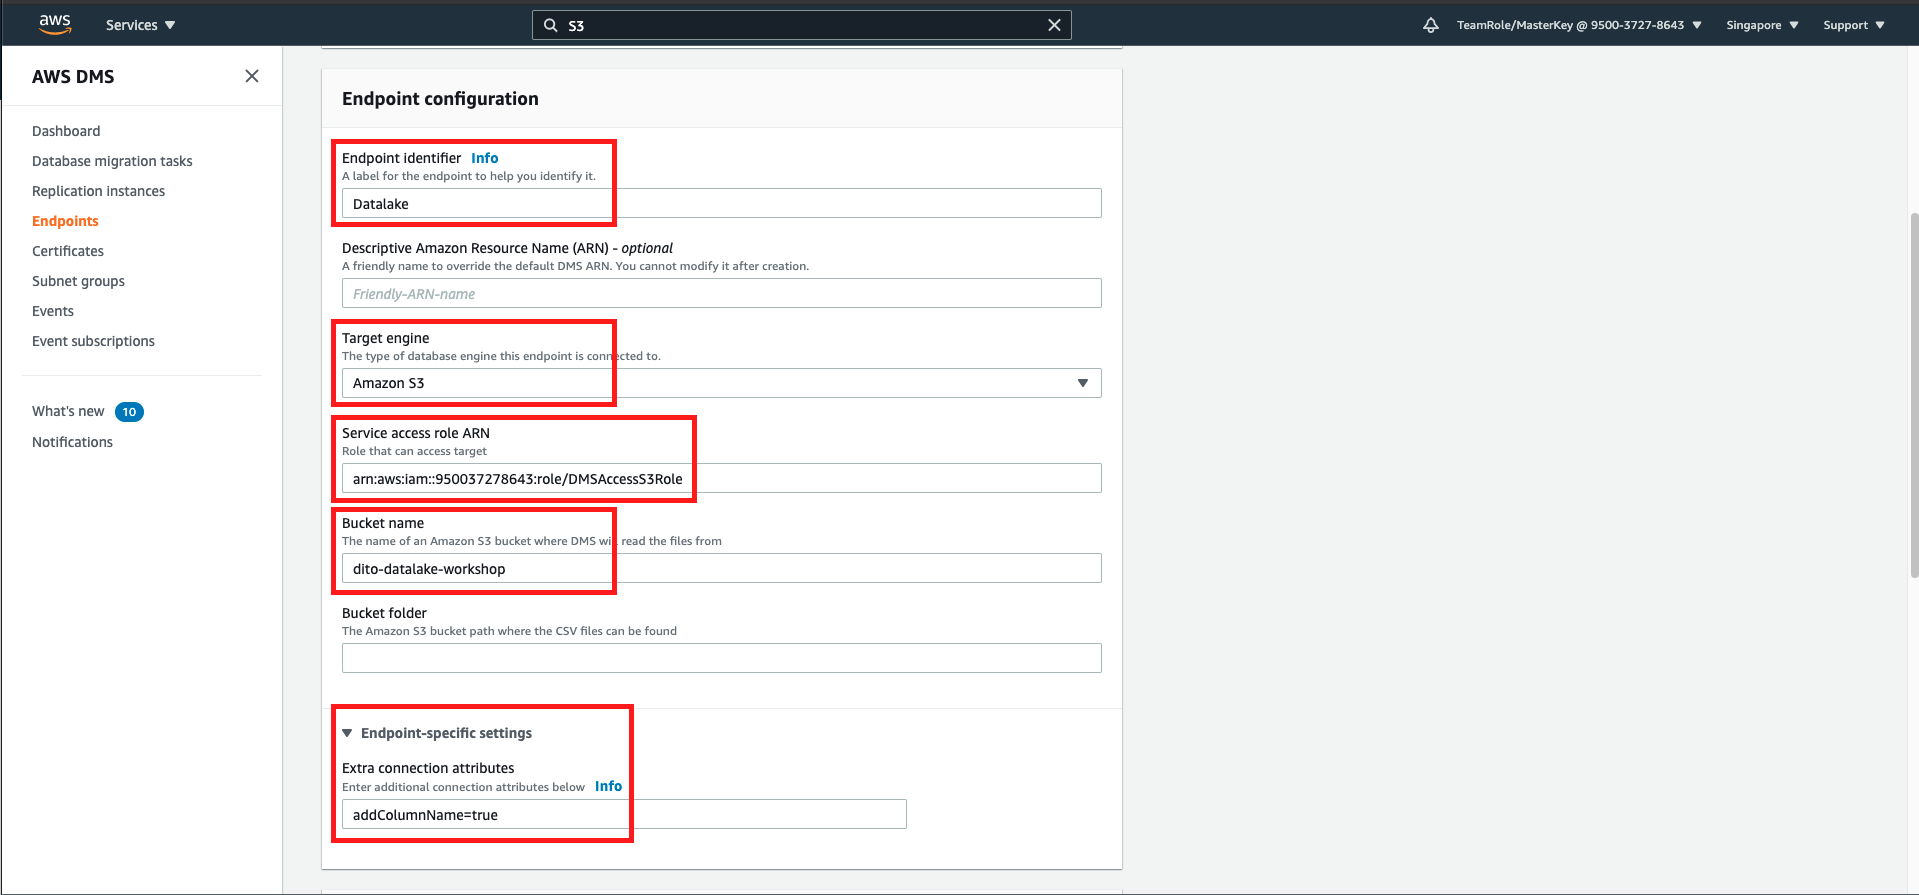 aws Services S3 TeamRole/MasterKey @ 9500-3727-8643 Singapore Support
AWS DMS
Dashboard
Database migration tasks
Replication instances
Endpoints
Certificates
Subnet groups
Events
Event subscriptions
What's new 10
Notifications
Endpoint configuration
Endpoint identifier Info
A label for the endpoint to help you identify it.
Datalake
Descriptive Amazon Resource Name (ARN) - optional
A friendly name to override the default DMS ARN. You cannot modify it after creation.
Friendly-ARN-name
Target engine
The type of database engine this endpoint is connected to.
Amazon S3
Service access role ARN
Role that can access target
arn:aws:iam::950037278643:role/DMSAccessS3Role
Bucket name
The name of an Amazon S3 bucket where DMS will read the files from
dito-datalake-workshop
Bucket folder
The Amazon S3 bucket path where the CSV files can be found
Endpoint-specific settings
Extra connection attributes
Enter additional connection attributes below Info
addColumnName=true